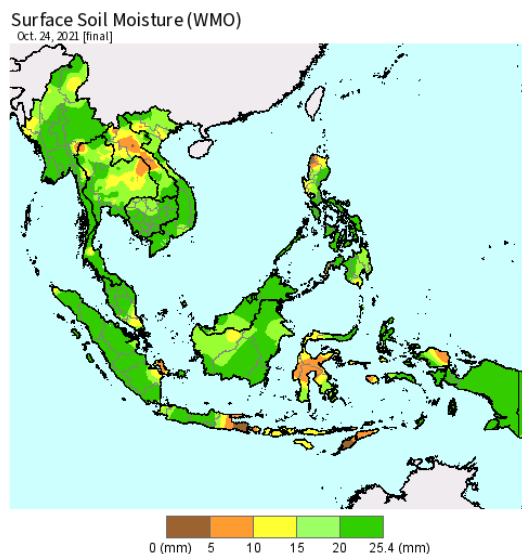 Surface Soil Moisture (WMO)
Oct. 24, 2021 [final]
0 (mm) 5 10 15 20 25.4 (mm)